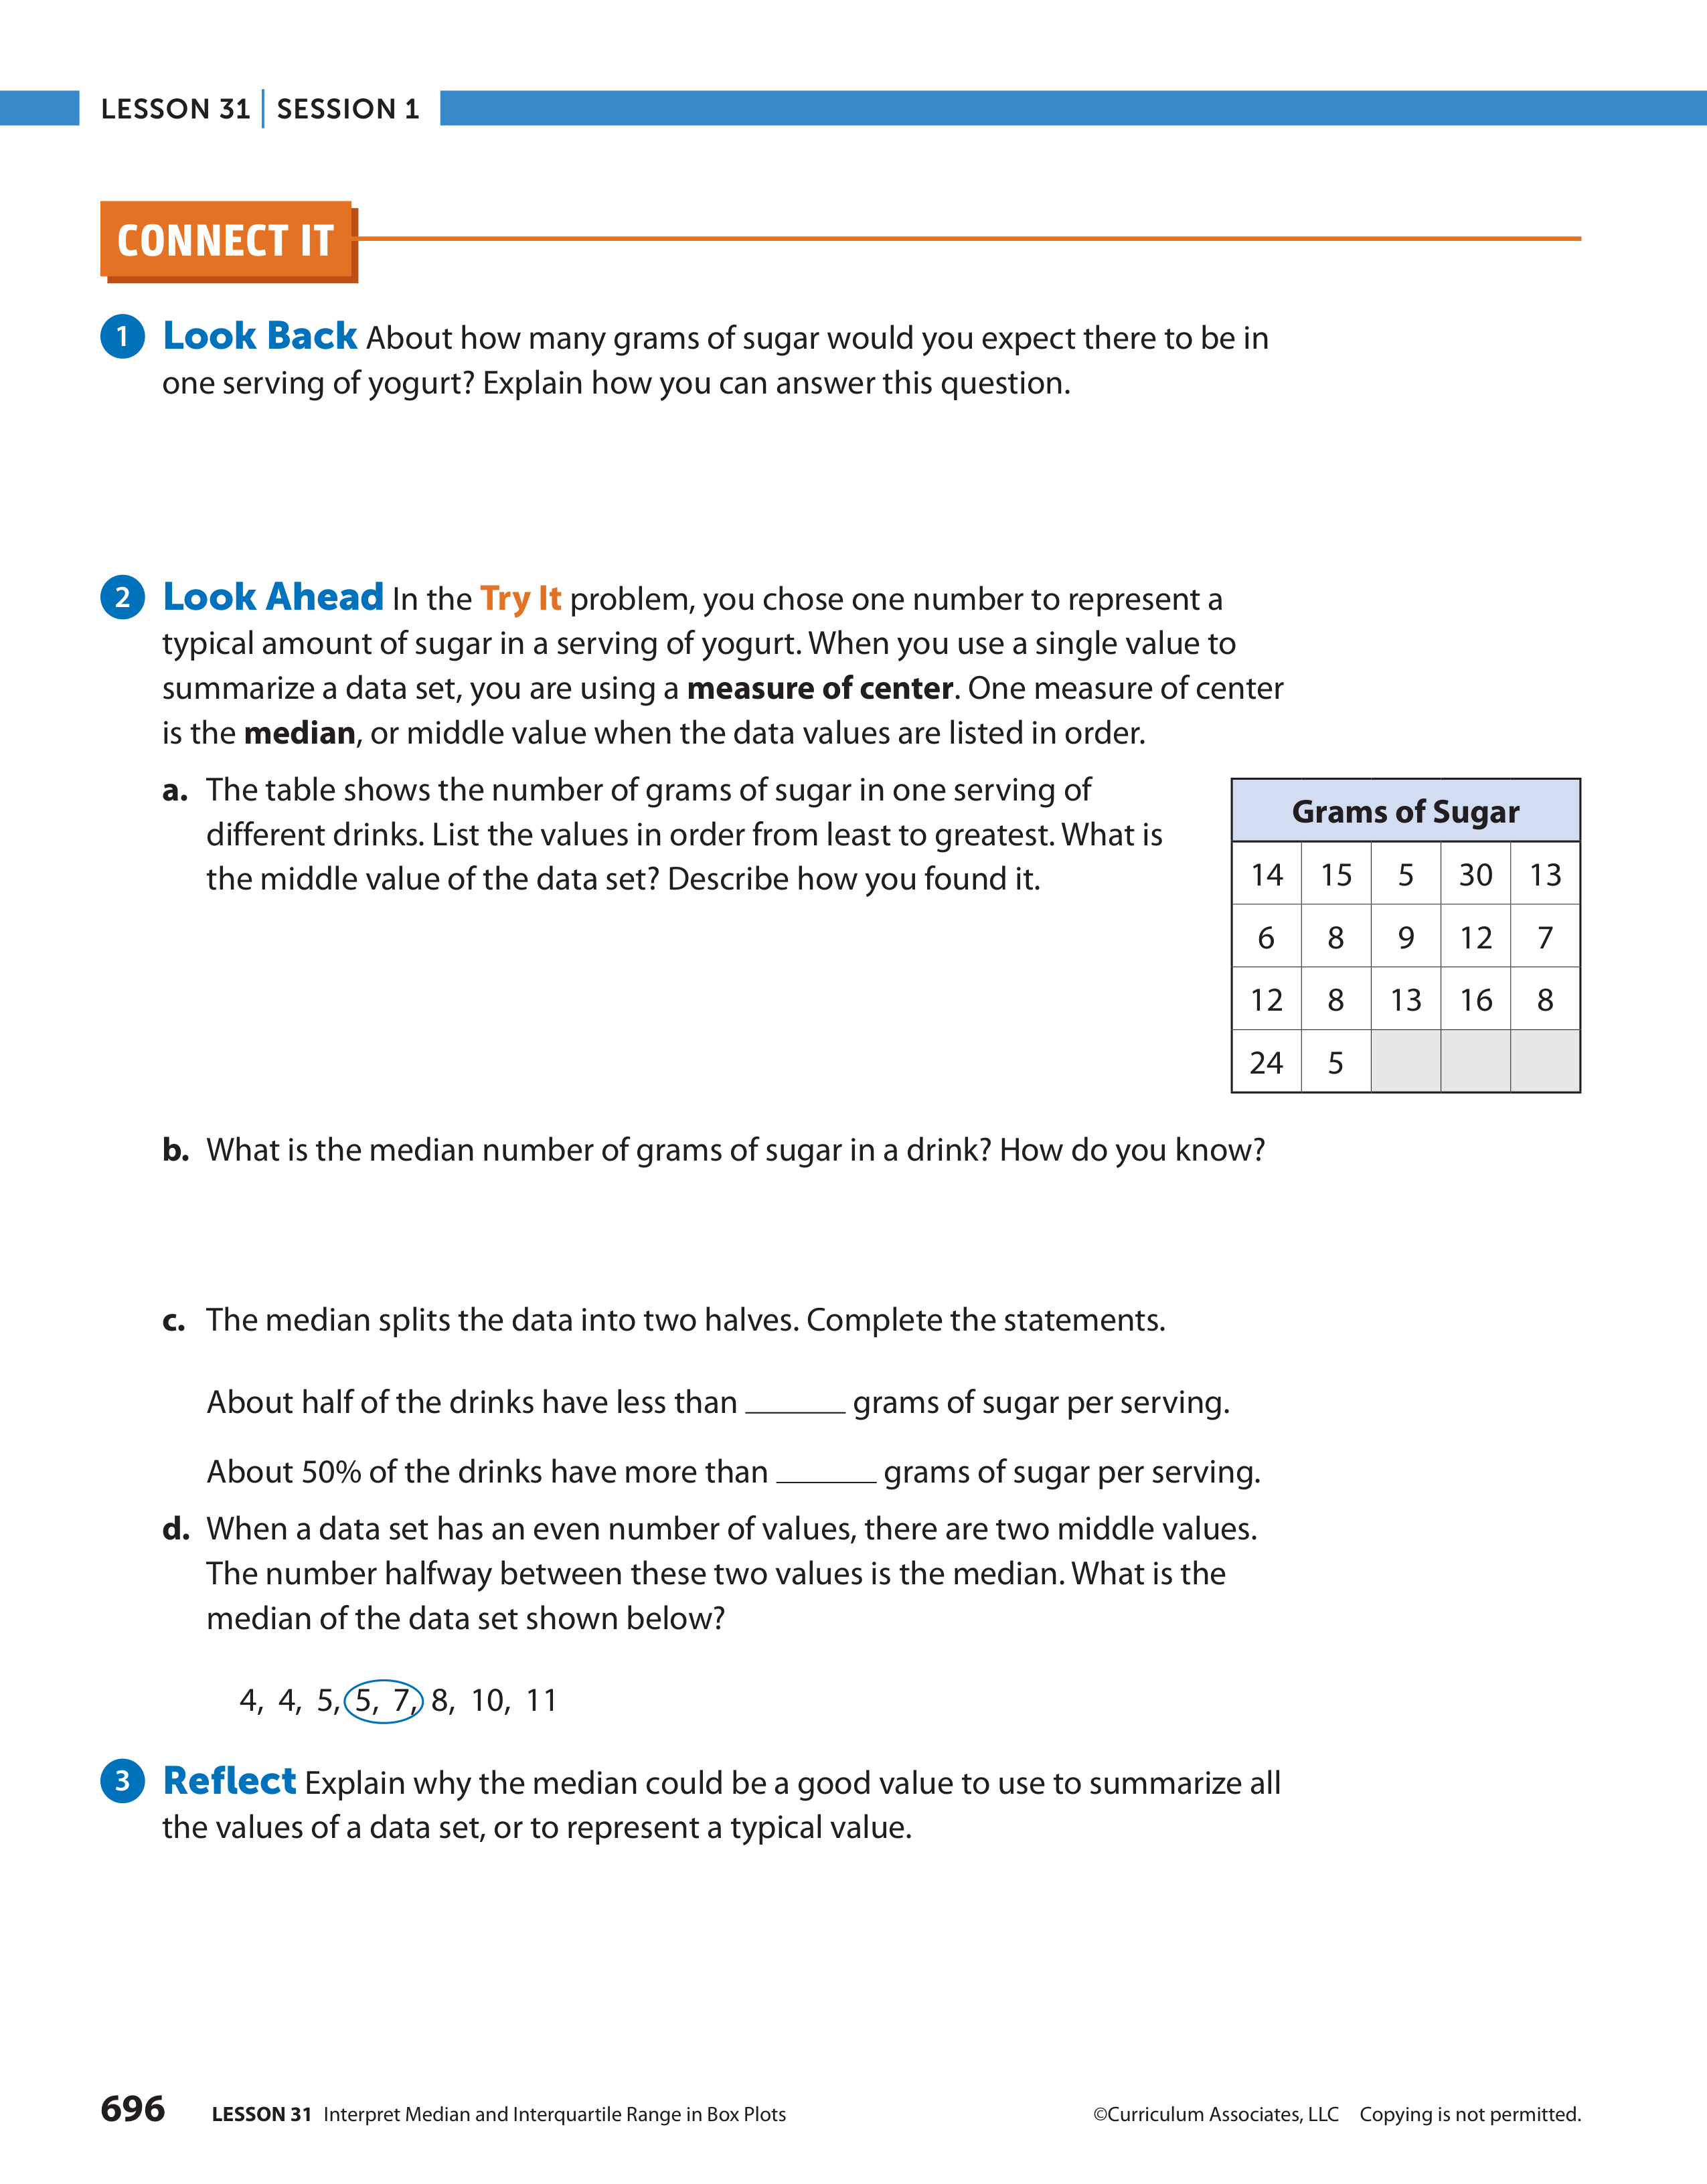 LESSON 31 | SESSION 1
CONNECT IT
1 Look Back About how many grams of sugar would you expect there to be in
one serving of yogurt? Explain how you can answer this question.
2 Look Ahead In the Try It problem, you chose one number to represent a
typical amount of sugar in a serving of yogurt. When you use a single value to
summarize a data set, you are using a measure of center. One measure of center
is the median, or middle value when the data values are listed in order.
a. The table shows the number of grams of sugar in one serving of
different drinks. List the values in order from least to greatest. What is
the middle value of the data set? Describe how you found it.
Grams of Sugar
14 15 5 30 13
6 8 9 12 7
12 8 13 16 8
24 5
b. What is the median number of grams of sugar in a drink? How do you know?
c. The median splits the data into two halves. Complete the statements.
About half of the drinks have less than ______ grams of sugar per serving.
About 50% of the drinks have more than ______ grams of sugar per serving.
d. When a data set has an even number of values, there are two middle values.
The number halfway between these two values is the median. What is the
median of the data set shown below?
4, 4, 5, 5, 7, 8, 10, 11
3 Reflect Explain why the median could be a good value to use to summarize all
the values of a data set, or to represent a typical value.
696 LESSON 31 Interpret Median and Interquartile Range in Box Plots ©Curriculum Associates, LLC Copying is not permitted.